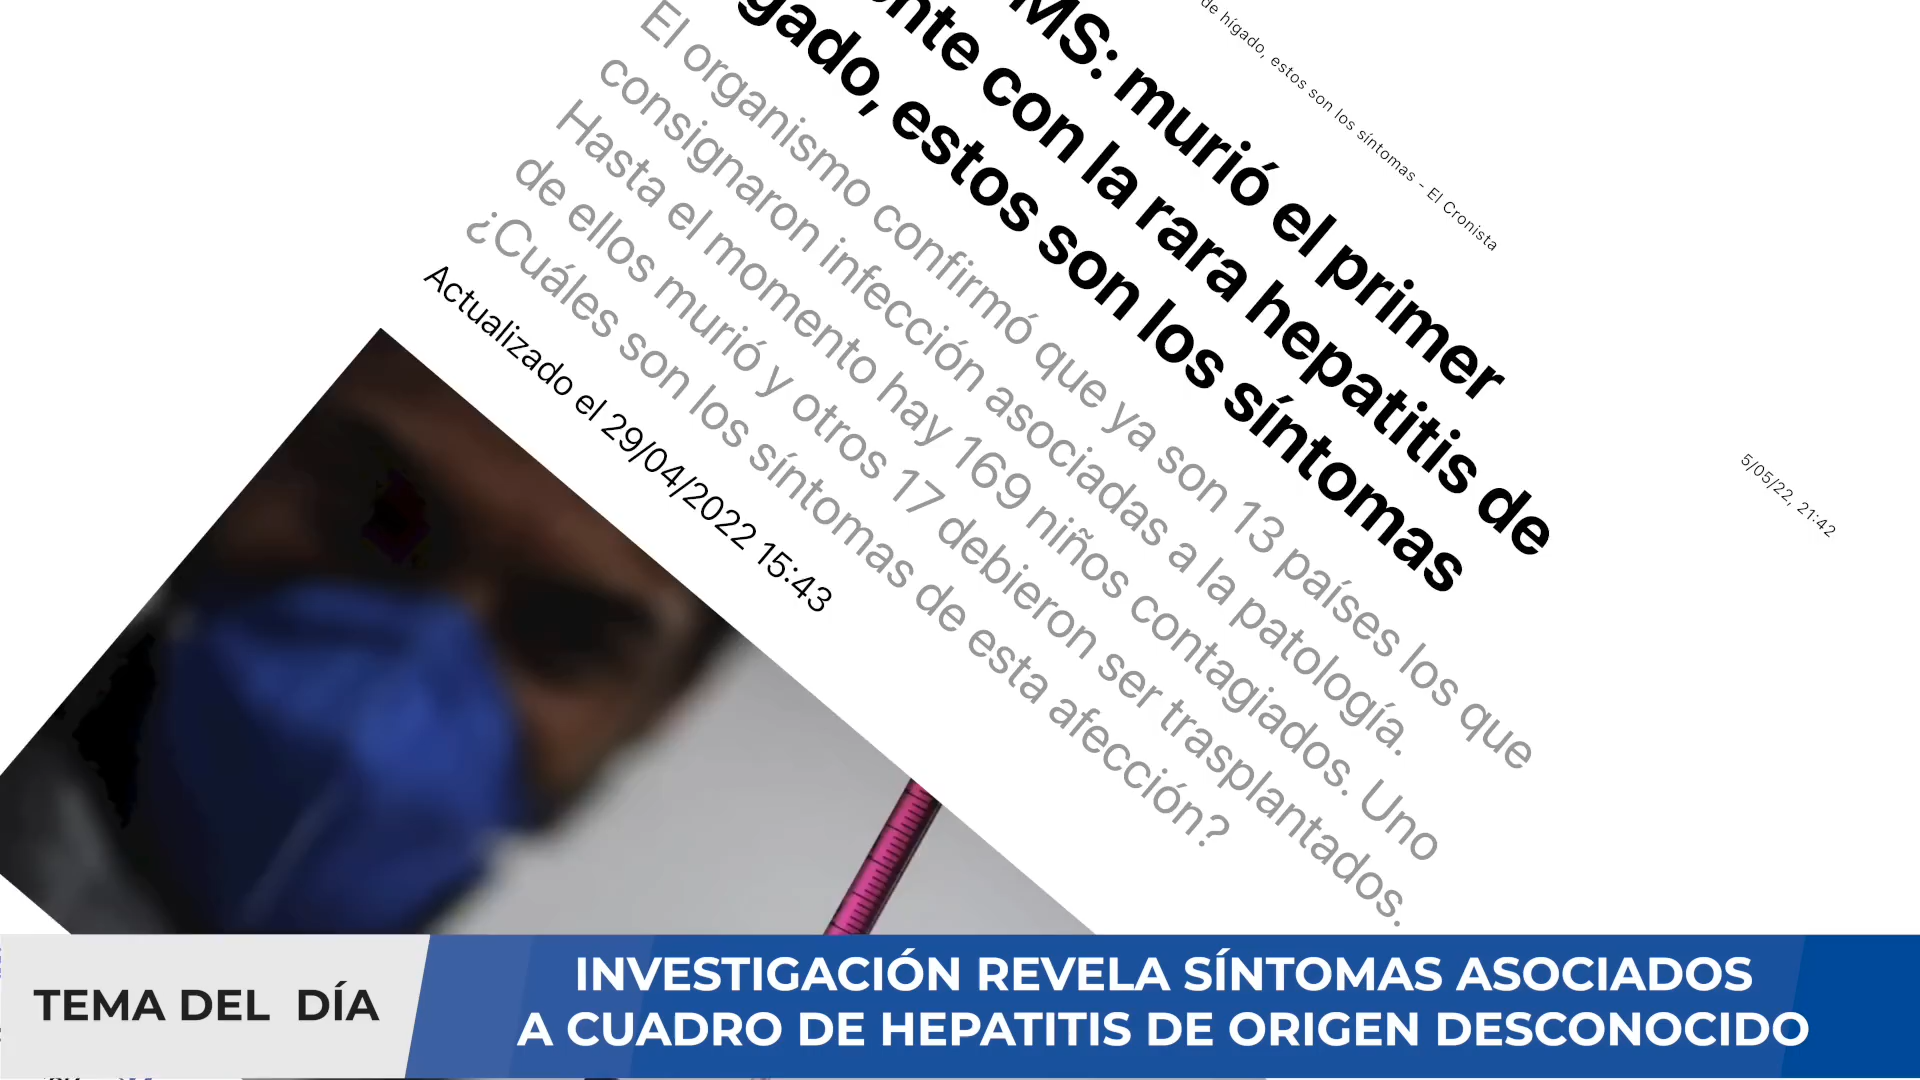 de hígado, estos son los síntomas - El Cronista
5/05/22, 21:42
MS: murió el primer
con la rara hepatitis de
estos son los síntomas
El organismo confirmó que ya son 13 países los que
consignaron infección asociadas a la patología.
Hasta el momento hay 169 niños contagiados. Uno
de ellos murió y otros 17 debieron ser trasplantados.
¿Cuáles son los síntomas de esta afección?
Actualizado el 29/04/2022 15:43
TEMA DEL DÍA
INVESTIGACIÓN REVELA SÍNTOMAS ASOCIADOS
A CUADRO DE HEPATITIS DE ORIGEN DESCONOCIDO